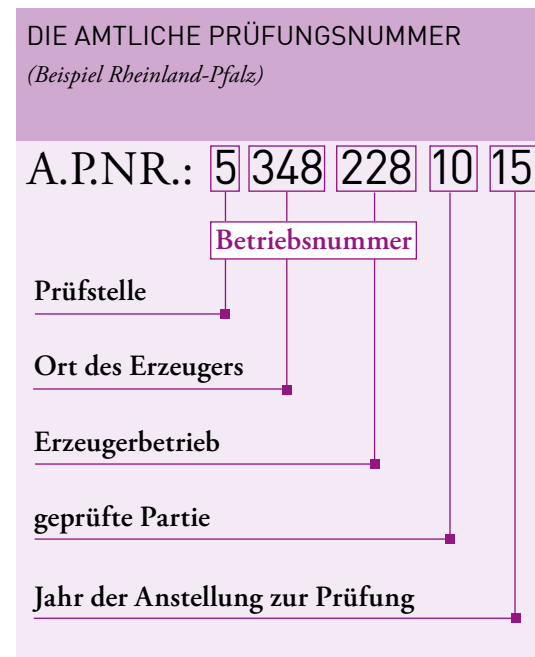 DIE AMTLICHE PRÜFUNGSNUMMER
(Beispiel Rheinland-Pfalz)
A.P.NR.: 5 348 228 10 15
Betriebsnummer
Prüfstelle
Ort des Erzeugers
Erzeugerbetrieb
geprüfte Partie
Jahr der Anstellung zur Prüfung